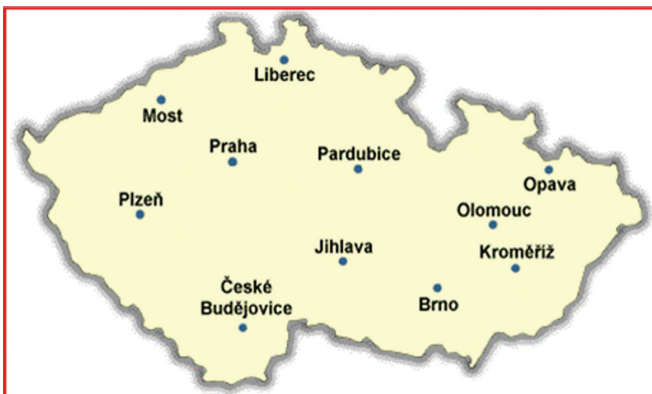 Liberec
Most
Praha
Pardubice
Opava
Plzeň
Olomouc
Jihlava
Kroměříž
České
Budějovice
Brno